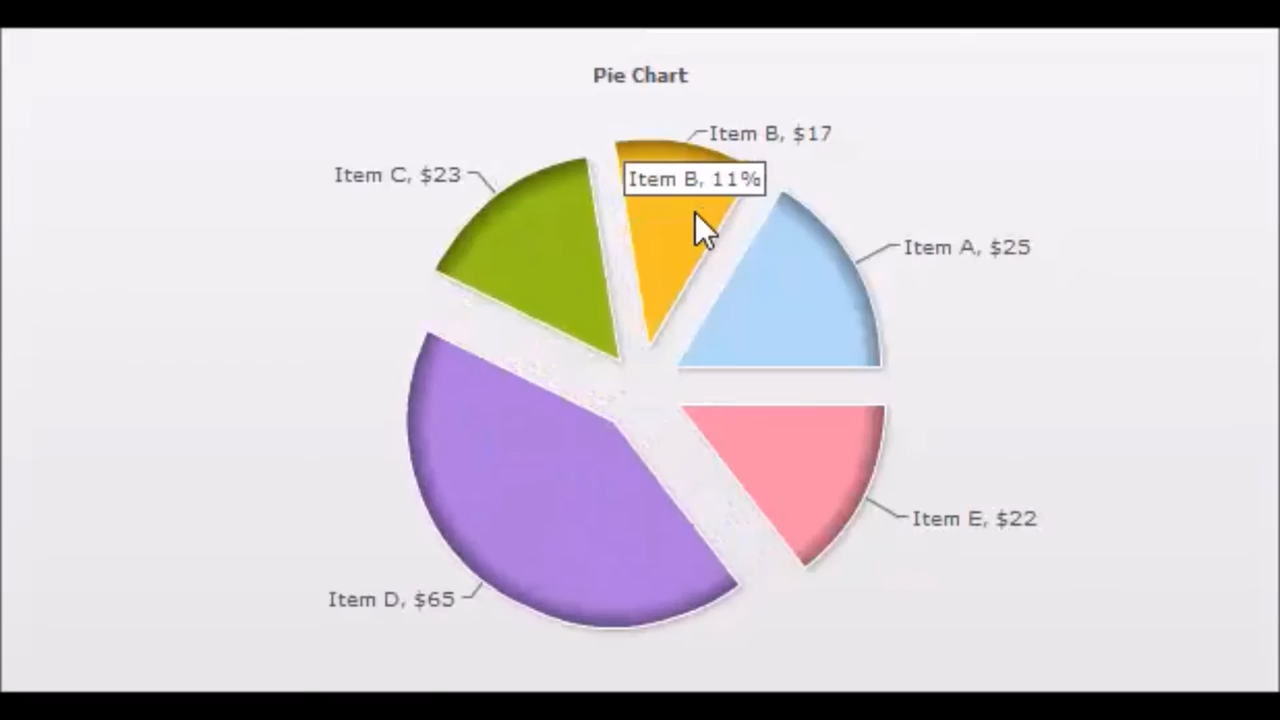 Pie Chart
Item B, $17
Item C, $23
Item B, 11%
Item A, $25
Item E, $22
Item D, $65